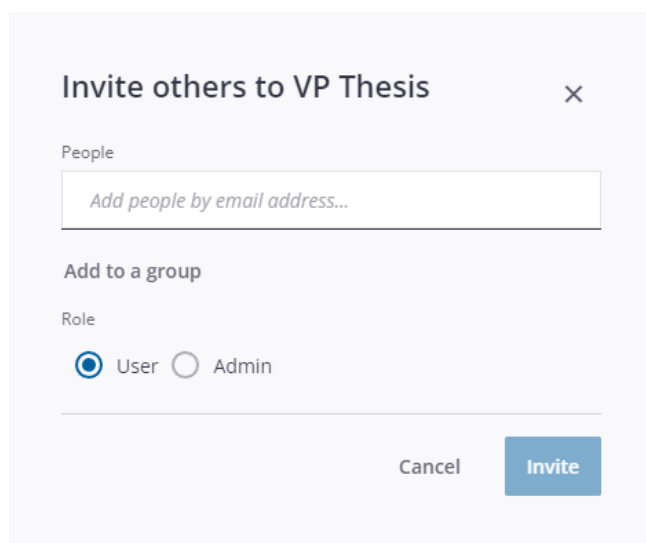 Invite others to VP Thesis
People
Add people by email address...
Add to a group
Role
User Admin
Cancel Invite